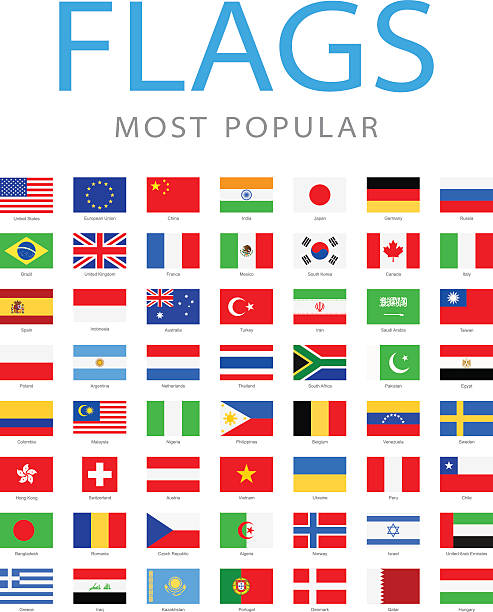 FLAGS
MOST POPULAR
United States European Union China India Japan Germany Russia
Brazil United Kingdom France Mexico South Korea Canada Italy
Spain Indonesia Australia Turkey Iran Saudi Arabia Taiwan
Poland Argentina Netherlands Thailand South Africa Pakistan Egypt
Colombia Malaysia Nigeria Philippines Belgium Venezuela Sweden
Hong Kong Switzerland Austria Vietnam Ukraine Peru Chile
Bangladesh Romania Czech Republic Algeria Norway Israel United Arab Emirates
Greece Iraq Kazakhstan Portugal Denmark Qatar Hungary